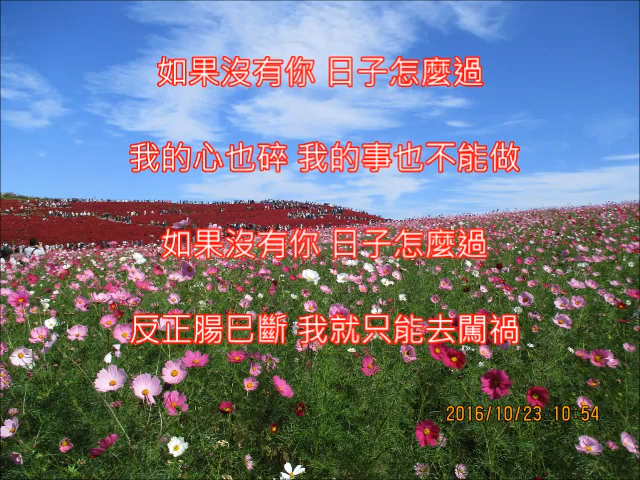 如果沒有你 日子怎麼過
我的心也碎 我的事也不能做
如果沒有你 日子怎麼過
反正腸巳斷 我就只能去闖禍
2016/10/23 10:54